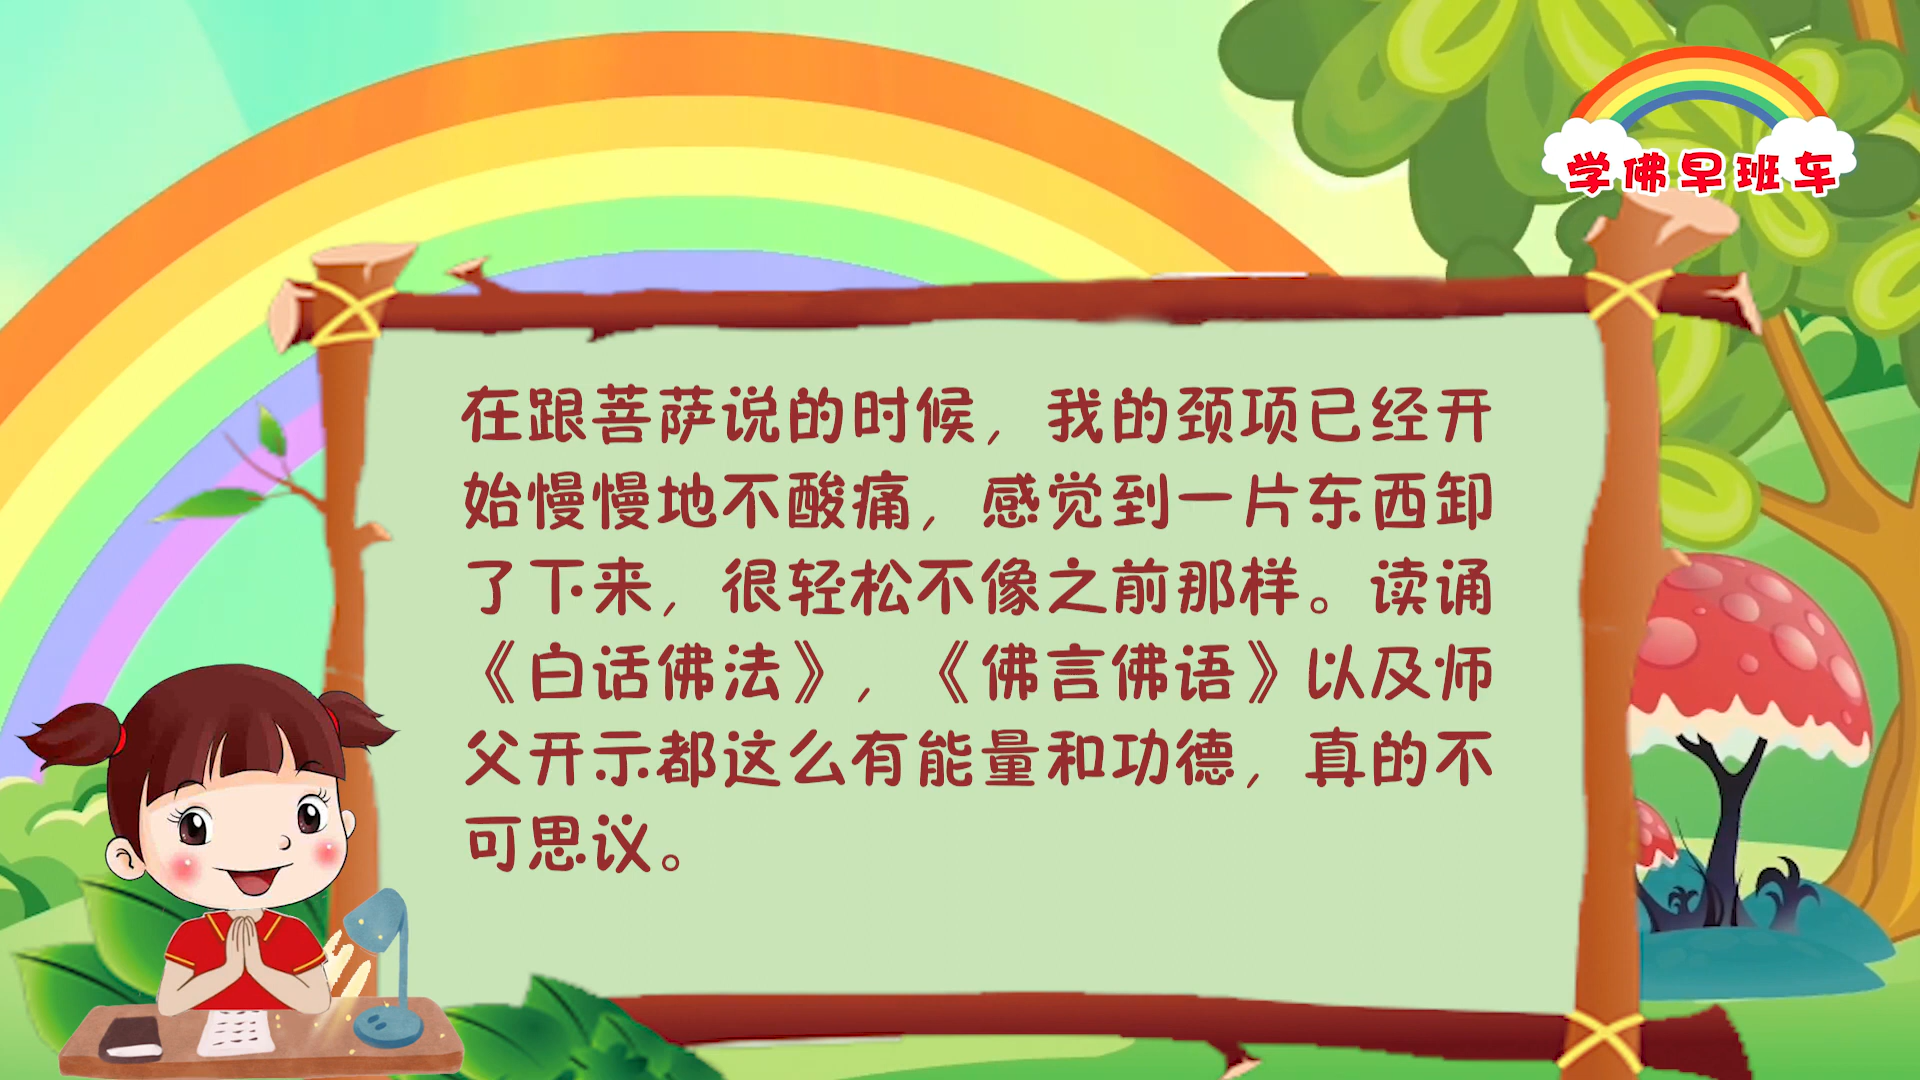 学佛早班车
在跟菩萨说的时候，我的颈项已经开
始慢慢地不酸痛，感觉到一片东西卸
了下来，很轻松不像之前那样。读诵
《白话佛法》，《佛言佛语》以及师
父开示都这么有能量和功德，真的不
可思议。